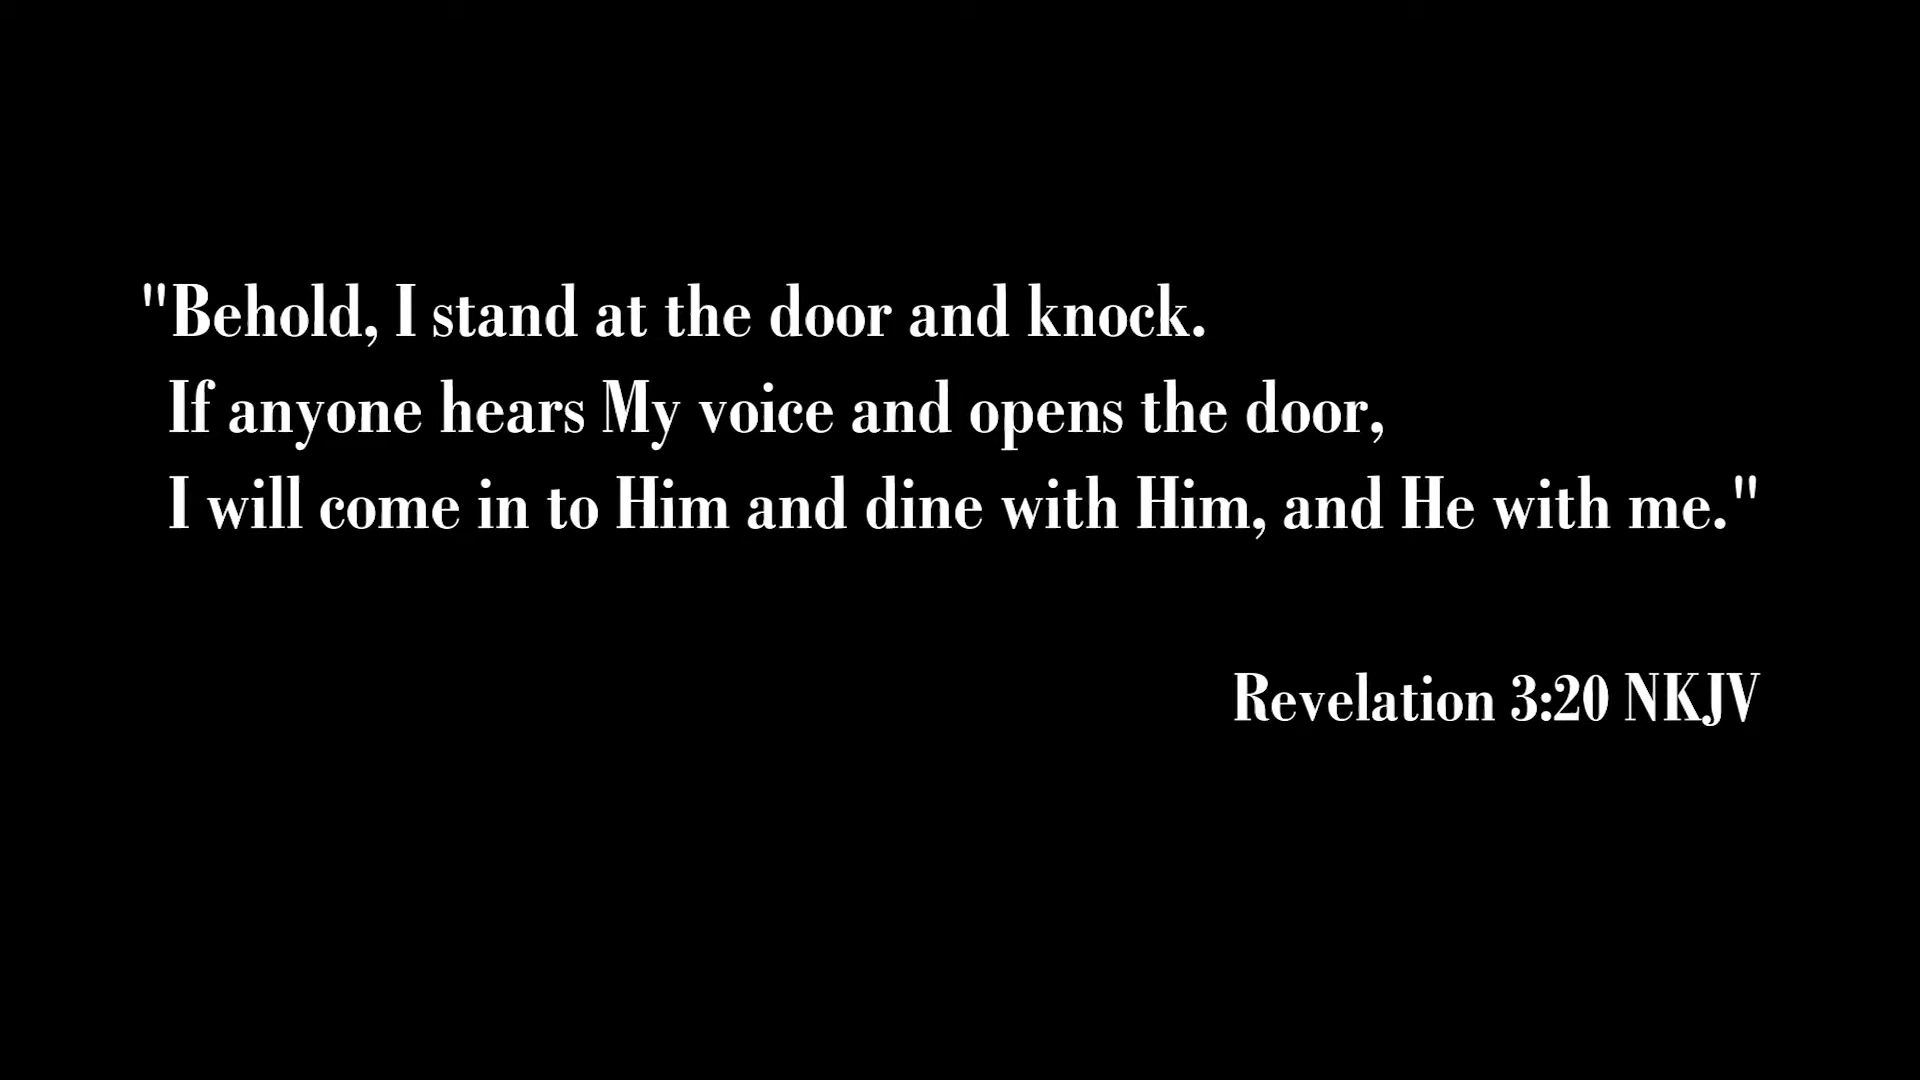 "Behold, I stand at the door and knock.
If anyone hears My voice and opens the door,
I will come in to Him and dine with Him, and He with me."
Revelation 3:20 NKJV